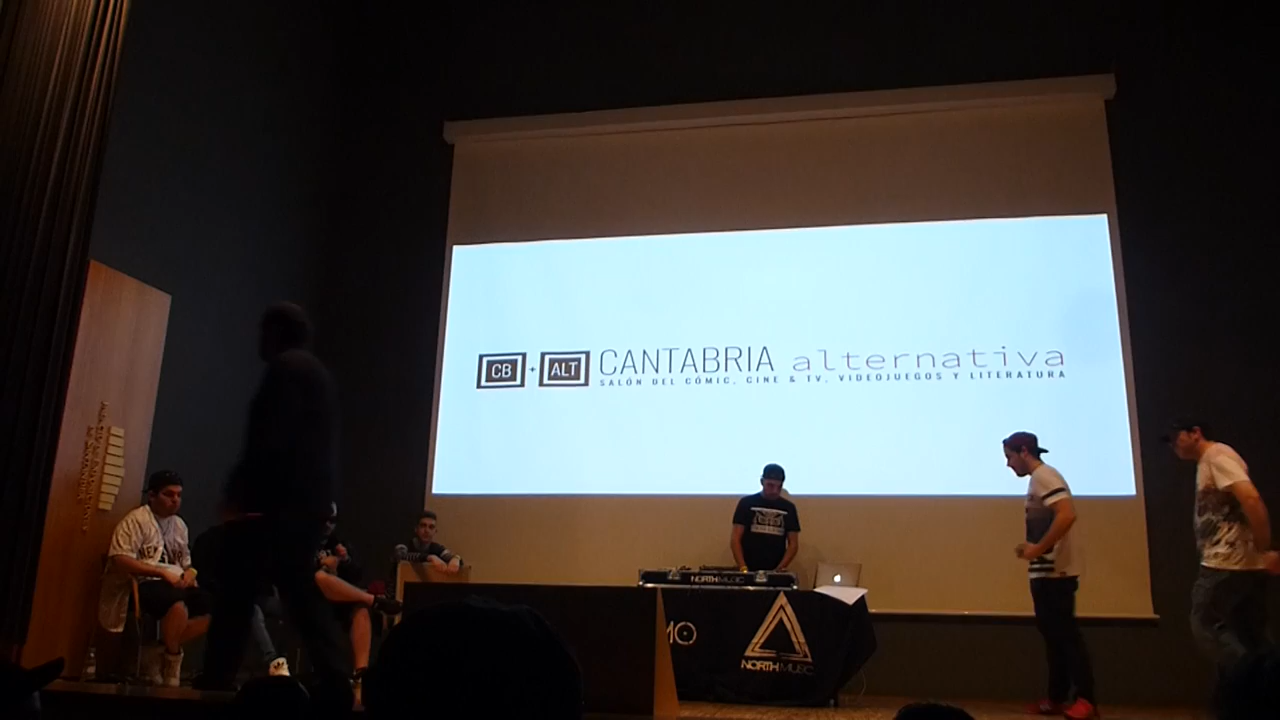 CB + ALT CANTABRIA alternativa
SALÓN DEL CÓMIC, CINE & TV, VIDEOJUEGOS Y LITERATURA
NORTH MUSIC
NORTH MUSIC